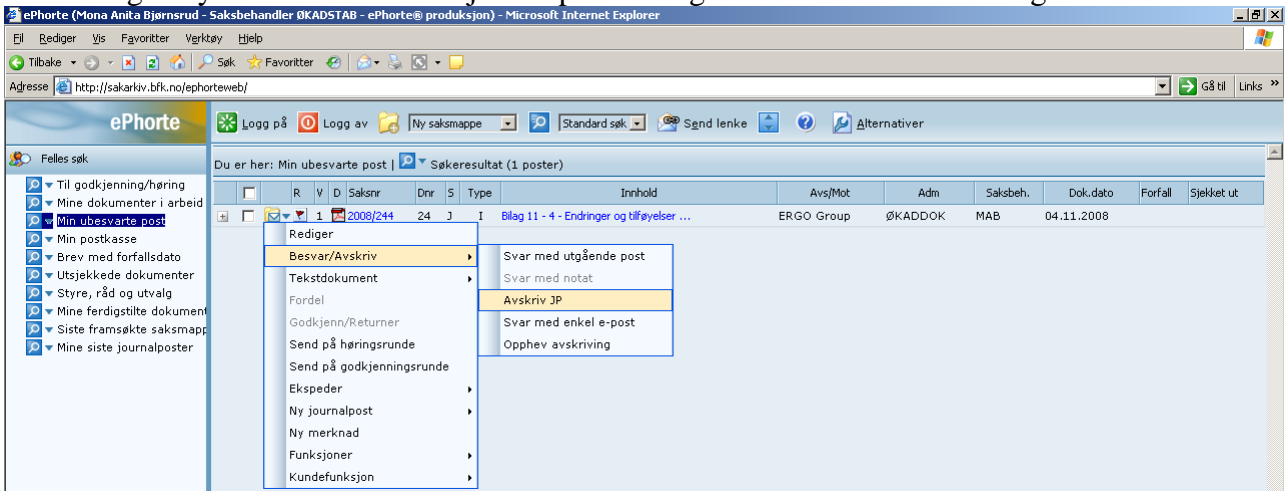 ePhorte (Mona Anita Bjørnsrud - Saksbehandler ØKADSTAB - ePhorte® produksjon) - Microsoft Internet Explorer
Fil Rediger Vis Favoritter Verktøy Hjelp
Tilbake Søk Favoritter
Adresse http://sakarkiv.bfk.no/ephorteweb/ Gå til Links »
ePhorte Logg på Logg av Ny saksmappe Standard søk Send lenke Alternativer
Felles søk
Du er her: Min ubesvarte post | Søkeresultat (1 poster)
Til godkjenning/høring
Mine dokumenter i arbeid
Min ubesvarte post
Min postkasse
Brev med forfallsdato
Utsjekkede dokumenter
Styre, råd og utvalg
Mine ferdigstilte dokument
Siste framsøkte saksmapp
Mine siste journalposter
R V D Saksnr Dnr S Type Innhold Avs/Mot Adm Saksbeh. Dok.dato Forfall Sjekket ut
1 2008/244 24 J I Bilag 11 - 4 - Endringer og tilføyelser ... ERGO Group ØKADDOK MAB 04.11.2008
Rediger
Besvar/Avskriv
Tekstdokument
Fordel
Godkjenn/Returner
Send på høringsrunde
Send på godkjenningsrunde
Ekspeder
Ny journalpost
Ny merknad
Funksjoner
Kundefunksjon
Svar med utgående post
Svar med notat
Avskriv JP
Svar med enkel e-post
Opphev avskriving